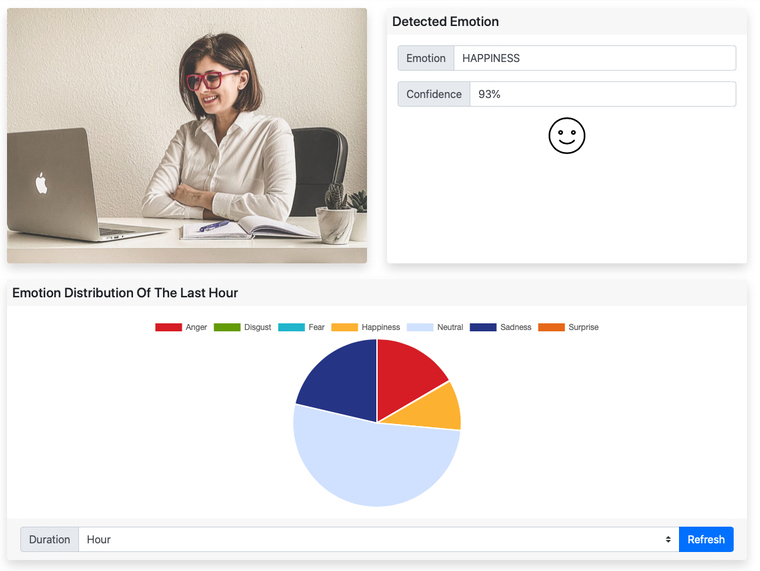 Detected Emotion
Emotion HAPPINESS
Confidence 93%
Emotion Distribution Of The Last Hour
Anger Disgust Fear Happiness Neutral Sadness Surprise
Duration Hour Refresh